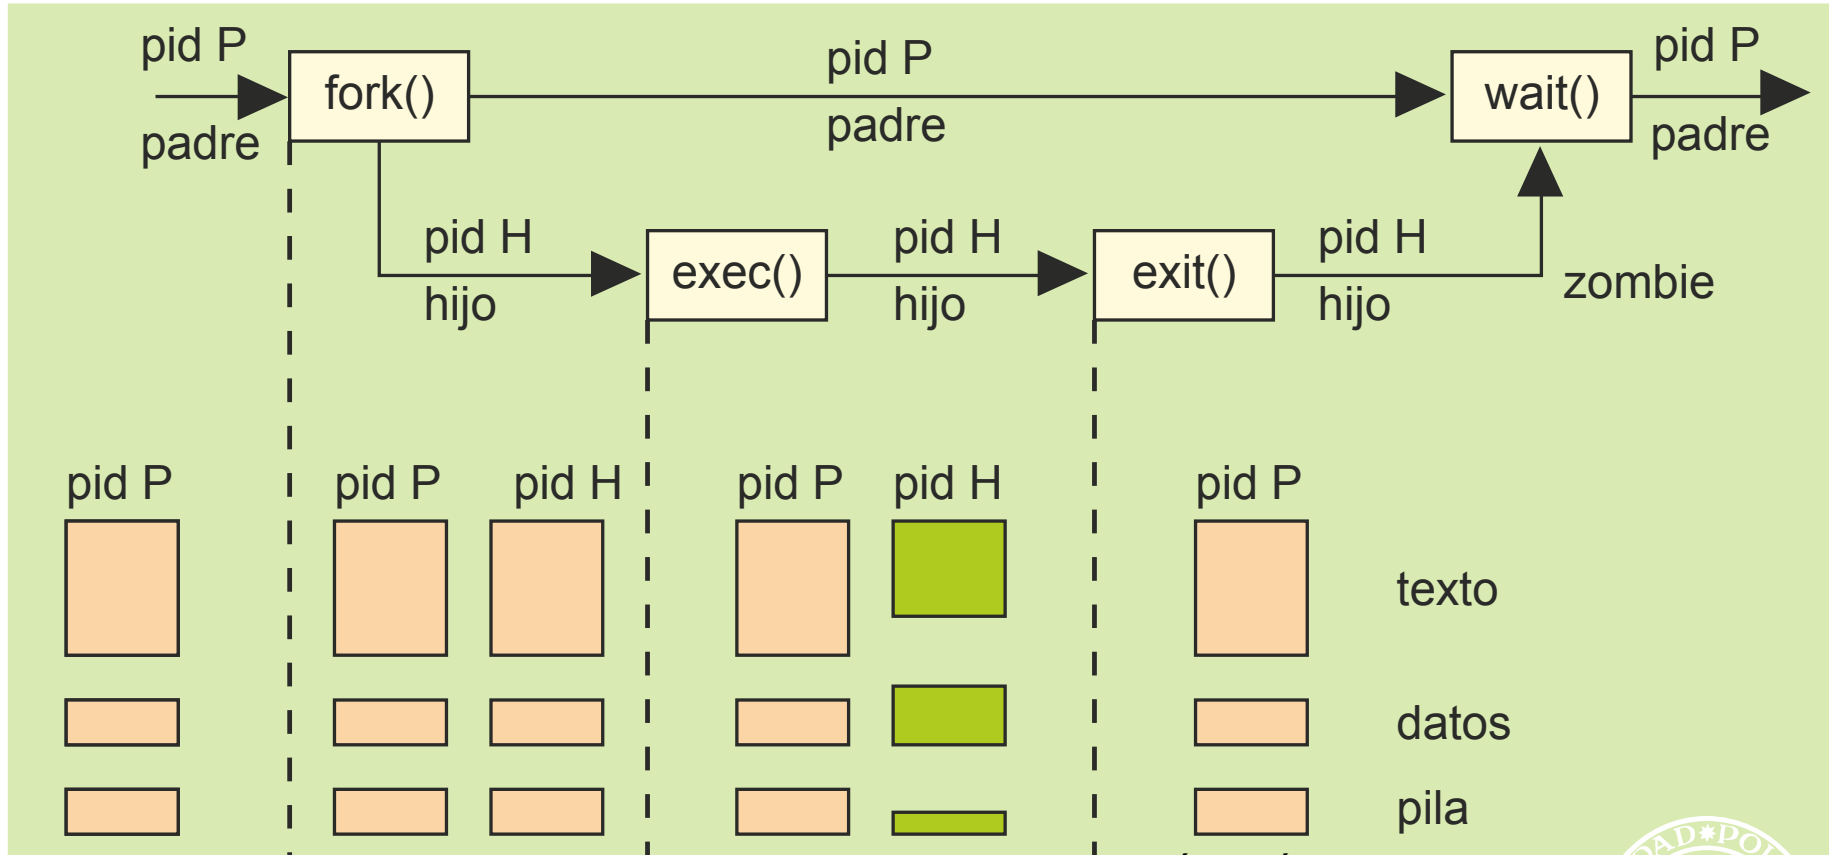 pid P
padre
fork()
pid P
padre
wait()
pid P
padre
pid H
hijo
exec()
pid H
hijo
exit()
pid H
hijo
zombie
pid P
pid P
pid H
pid P
pid H
pid P
texto
datos
pila